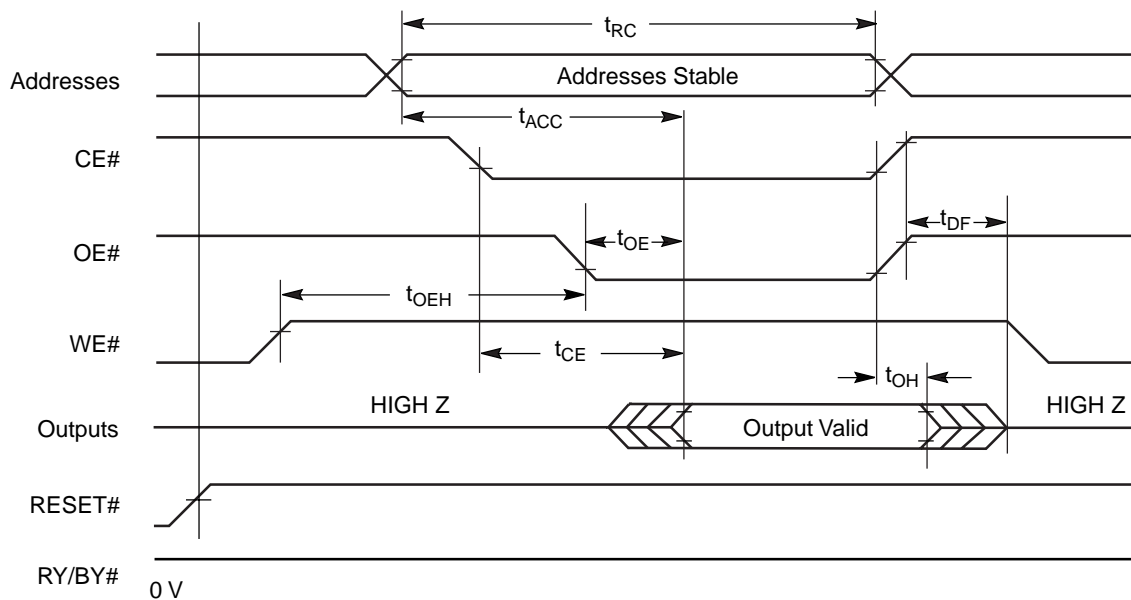 tRC
Addresses
Addresses Stable
tACC
CE#
tDF
OE#
tOE
tOEH
WE#
tCE
tOH
HIGH Z
HIGH Z
Outputs
Output Valid
RESET#
RY/BY#
0 V